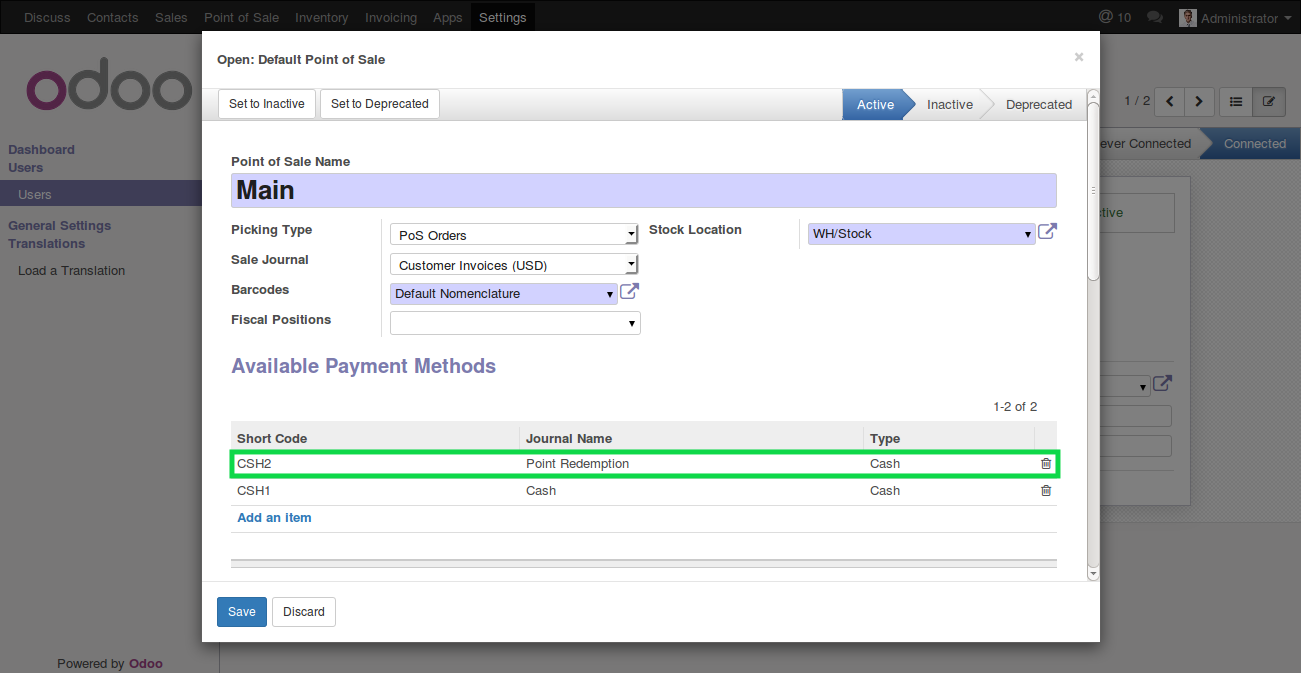 Discuss Contacts Sales Point of Sale Inventory Invoicing Apps Settings @ 10 Administrator
odoo
Dashboard
Users
Users
General Settings
Translations
Load a Translation
Powered by Odoo
Open: Default Point of Sale ×
Set to Inactive Set to Deprecated Active Inactive Deprecated
Point of Sale Name
Main
Picking Type PoS Orders Stock Location WH/Stock
Sale Journal Customer Invoices (USD)
Barcodes Default Nomenclature
Fiscal Positions
Available Payment Methods
1-2 of 2
Short Code Journal Name Type
CSH2 Point Redemption Cash
CSH1 Cash Cash
Add an item
Save Discard
1 / 2
Connected Connected